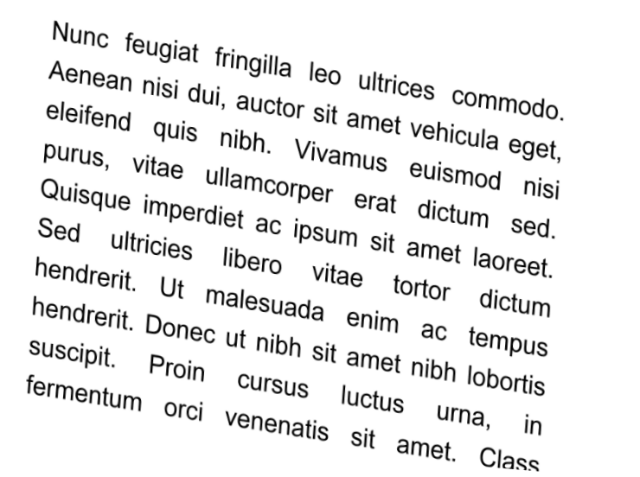 Nunc feugiat fringilla leo ultrices commodo.
Aenean nisi dui, auctor sit amet vehicula eget,
eleifend quis nibh. Vivamus euismod nisi
purus, vitae ullamcorper erat dictum sed.
Quisque imperdiet ac ipsum sit amet laoreet.
Sed ultricies libero vitae tortor dictum
hendrerit. Ut malesuada enim ac tempus
hendrerit. Donec ut nibh sit amet nibh lobortis
suscipit. Proin cursus luctus urna, in
fermentum orci venenatis sit amet. Class